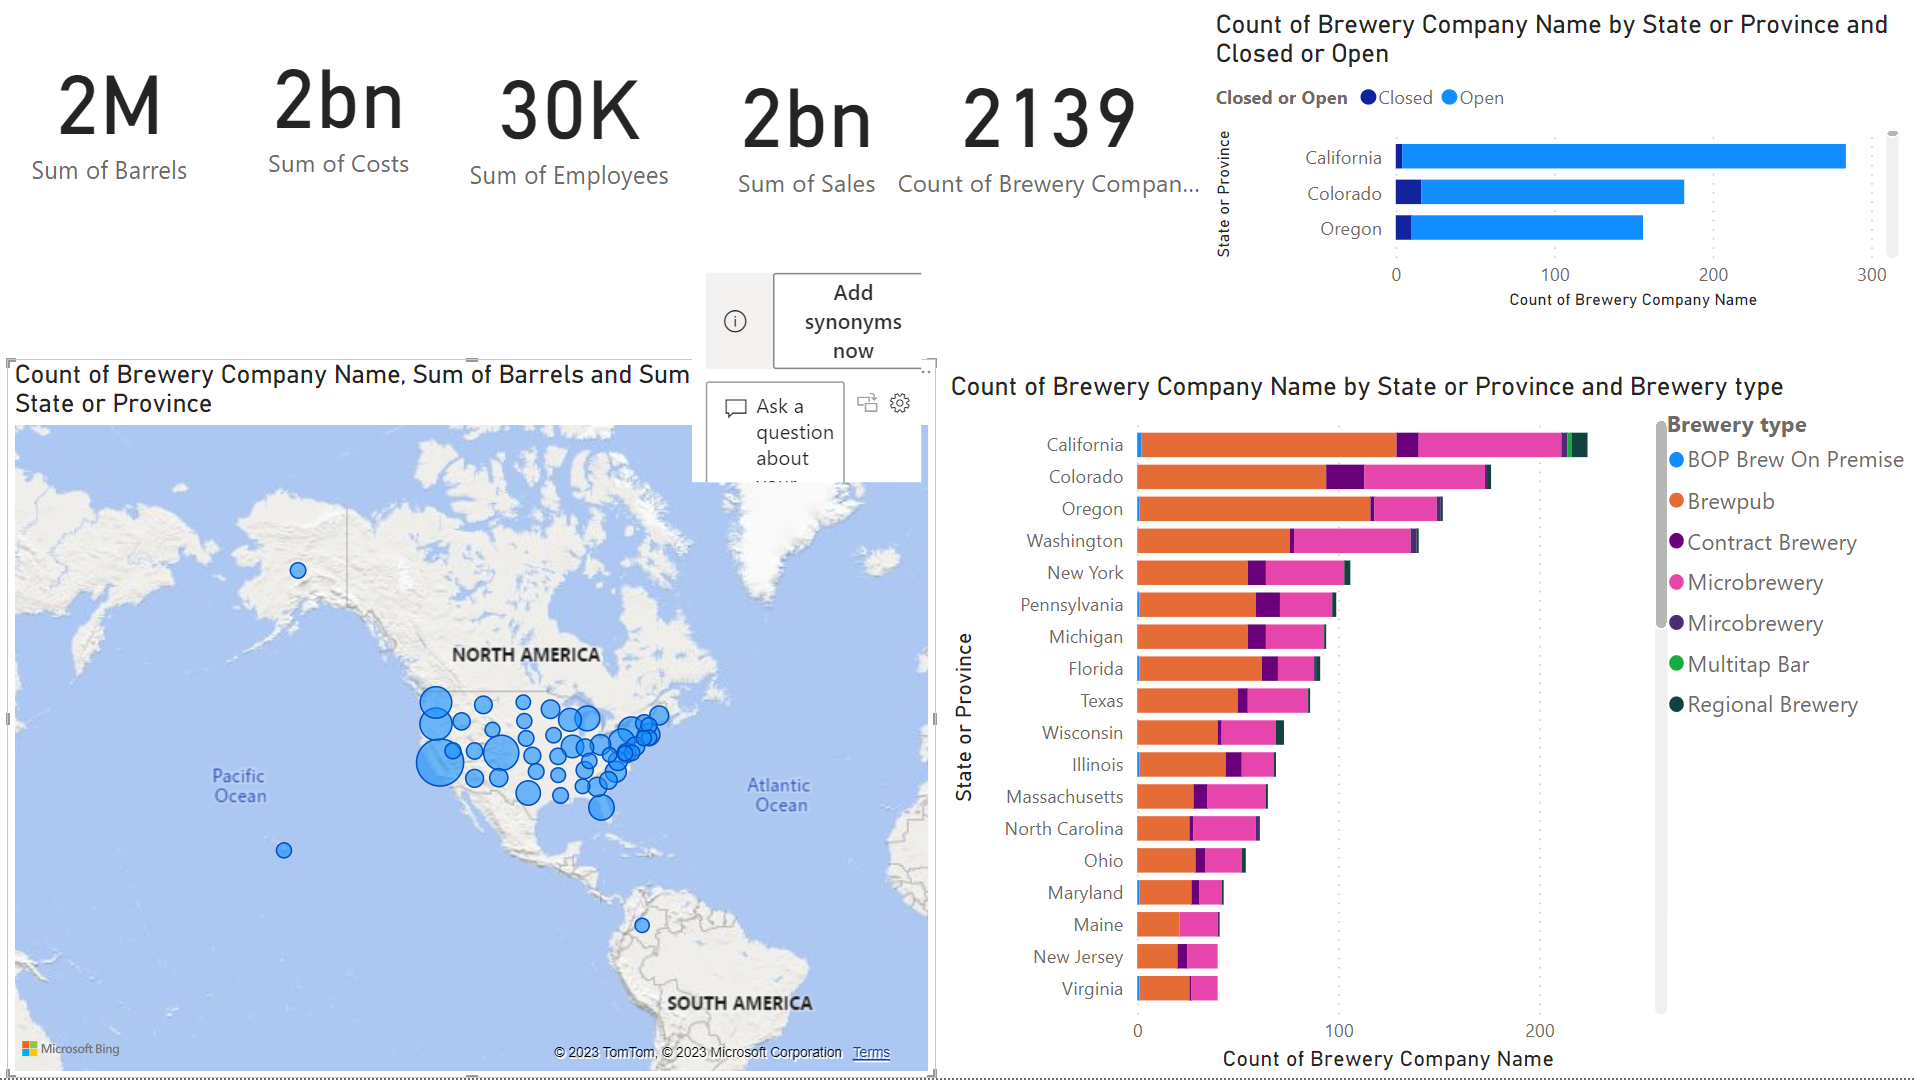 2M
Sum of Barrels
2bn
Sum of Costs
30K
Sum of Employees
2bn
Sum of Sales
2139
Count of Brewery Compan...
Count of Brewery Company Name by State or Province and
Closed or Open
Closed or Open Closed Open
State or Province
California
Colorado
Oregon
0 100 200 300
Count of Brewery Company Name
Add
synonyms
now
Ask a
question
about
Count of Brewery Company Name, Sum of Barrels and Sum
State or Province
NORTH AMERICA
Pacific
Ocean
Atlantic
Ocean
SOUTH AMERICA
Microsoft Bing
© 2023 TomTom, © 2023 Microsoft Corporation Terms
Count of Brewery Company Name by State or Province and Brewery type
State or Province
California
Colorado
Oregon
Washington
New York
Pennsylvania
Michigan
Florida
Texas
Wisconsin
Illinois
Massachusetts
North Carolina
Ohio
Maryland
Maine
New Jersey
Virginia
0 100 200
Count of Brewery Company Name
Brewery type
BOP Brew On Premise
Brewpub
Contract Brewery
Microbrewery
Mircobrewery
Multitap Bar
Regional Brewery